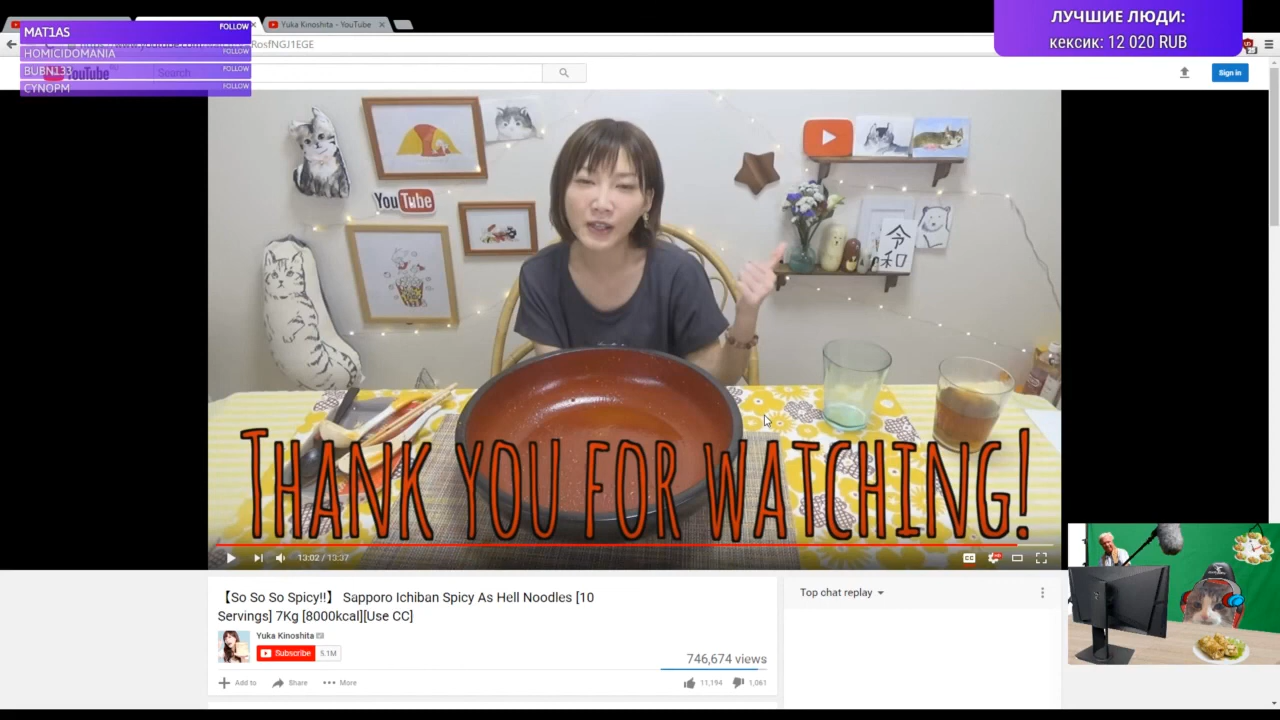 Yuka Kinoshita - YouTube
MAT1AS
FOLLOW
HOMICIDOMANIA
FOLLOW
BUBN133
FOLLOW
CYNOPM
FOLLOW
ЛУЧШИЕ ЛЮДИ:
кексик: 12 020 RUB
RosfNGJ1EGE
Search
Sign in
YouTube
令和
THANK YOU FOR WATCHING!
13:02 / 13:37
【So So So Spicy!!】 Sapporo Ichiban Spicy As Hell Noodles [10
Servings] 7Kg [8000kcal][Use CC]
Yuka Kinoshita
Subscribe 5.1M
746,674 views
Add to Share More
11,194 1,061
Top chat replay